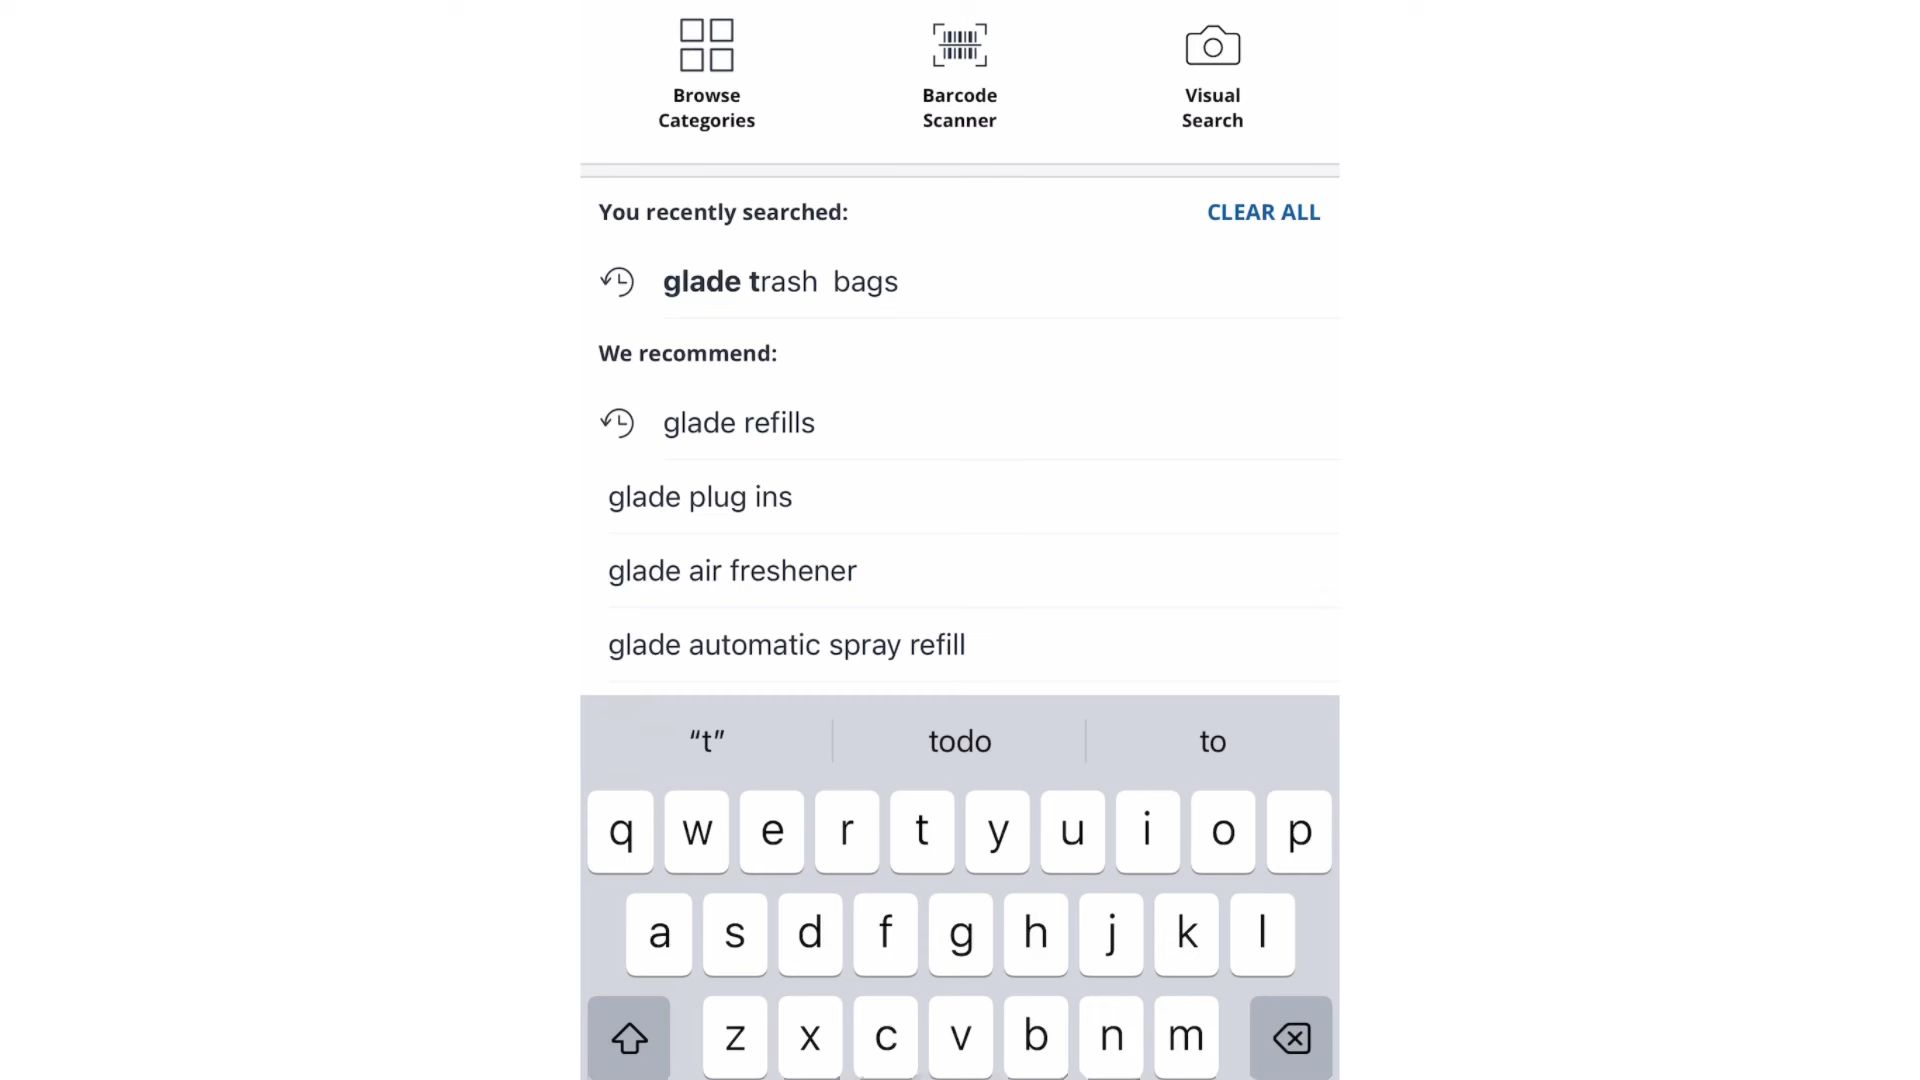 Browse
Categories
Barcode
Scanner
Visual
Search
You recently searched:
CLEAR ALL
glade trash bags
We recommend:
glade refills
glade plug ins
glade air freshener
glade automatic spray refill
“t” todo to
q w e r t y u i o p
a s d f g h j k l
z x c v b n m